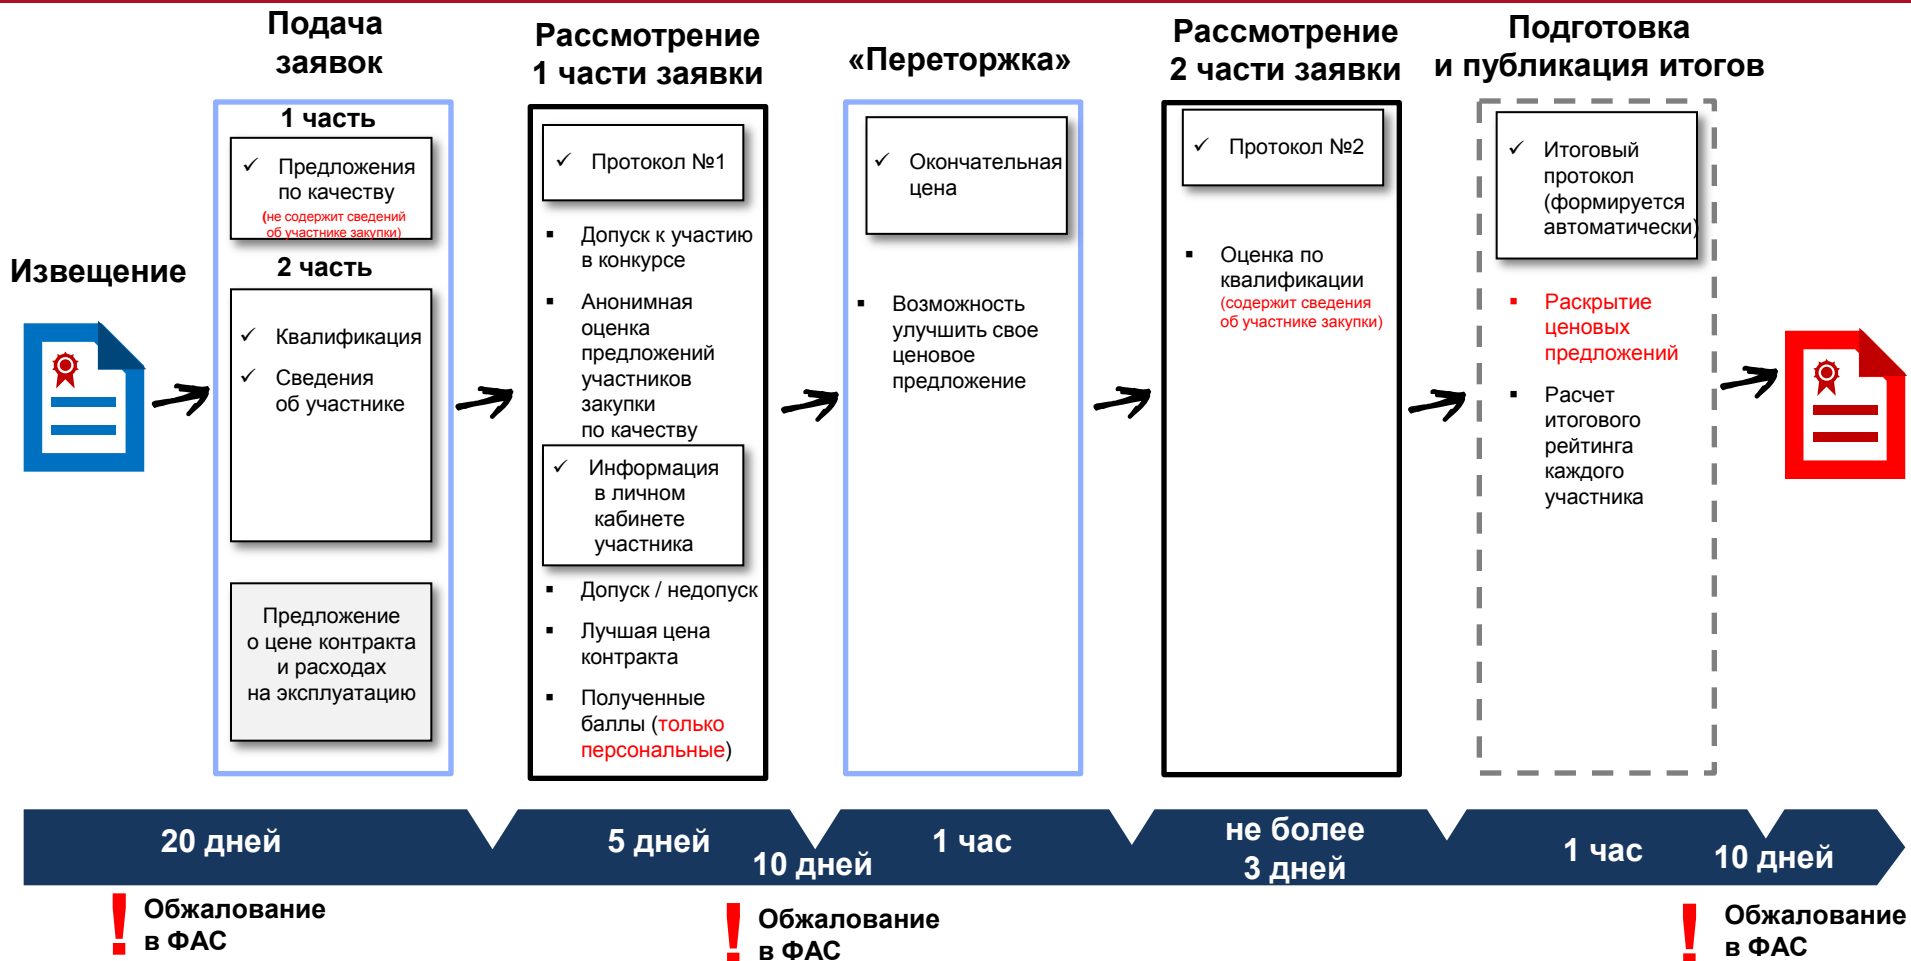 Извещение
Подача
заявок
1 часть
✓ Предложения
по качеству
(не содержит сведений
об участнике закупки)
2 часть
✓ Квалификация
✓ Сведения
об участнике
Предложение
о цене контракта
и расходах
на эксплуатацию
Рассмотрение
1 части заявки
✓ Протокол №1
▪ Допуск к участию
в конкурсе
▪ Анонимная
оценка
предложений
участников
закупки
по качеству
✓ Информация
в личном
кабинете
участника
▪ Допуск / недопуск
▪ Лучшая цена
контракта
▪ Полученные
баллы (только
персональные)
«Переторжка»
✓ Окончательная
цена
▪ Возможность
улучшить свое
ценовое
предложение
Рассмотрение
2 части заявки
✓ Протокол №2
▪ Оценка по
квалификации
(содержит сведения
об участнике закупки)
Подготовка
и публикация итогов
✓ Итоговый
протокол
(формируется
автоматически)
▪ Раскрытие
ценовых
предложений
▪ Расчет
итогового
рейтинга
каждого
участника
20 дней
5 дней
10 дней
1 час
не более
3 дней
1 час
10 дней
! Обжалование
в ФАС
! Обжалование
в ФАС
! Обжалование
в ФАС